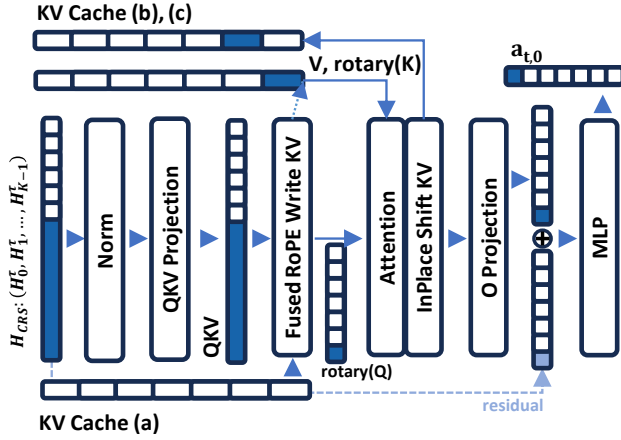 KV Cache (b), (c)
a_{t,0}
V, rotary(K)
H_{CRS}: (H_0^τ, H_1^τ, …, H_{K−1}^τ)
Norm
QKV Projection
QKV
Fused RoPE Write KV
rotary(Q)
Attention
InPlace Shift KV
O Projection
MLP
residual
KV Cache (a)